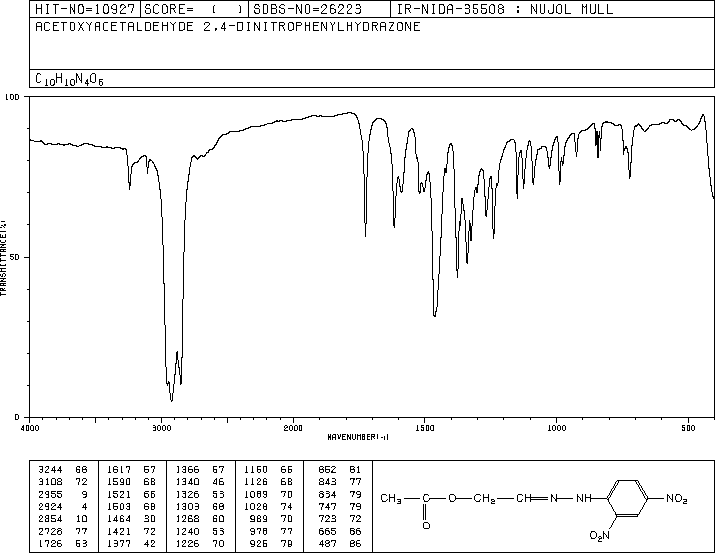 HIT-NO=10927 SCORE= ( ) SDBS-NO=26223 IR-NIDA-35508 : NUJOL MULL
ACETOXYACETALDEHYDE 2,4-DINITROPHENYLHYDRAZONE
C10H10N4O6
100
50
0
TRANSMITTANCE(%)
4000 3000 2000 1500 1000 500
WAVENUMBER(-1)
3244 68 1617 57 1366 57 1150 66 852 81
3108 72 1590 68 1340 46 1126 68 843 77
2955 9 1521 66 1326 53 1089 70 834 79
2924 4 1503 68 1303 68 1028 74 747 79
2854 10 1464 30 1268 60 989 70 723 72
2728 77 1421 72 1240 53 978 77 665 86
1726 53 1377 42 1226 70 925 79 487 86
CH3 C O CH2 CH N NH NO2
O
O2N